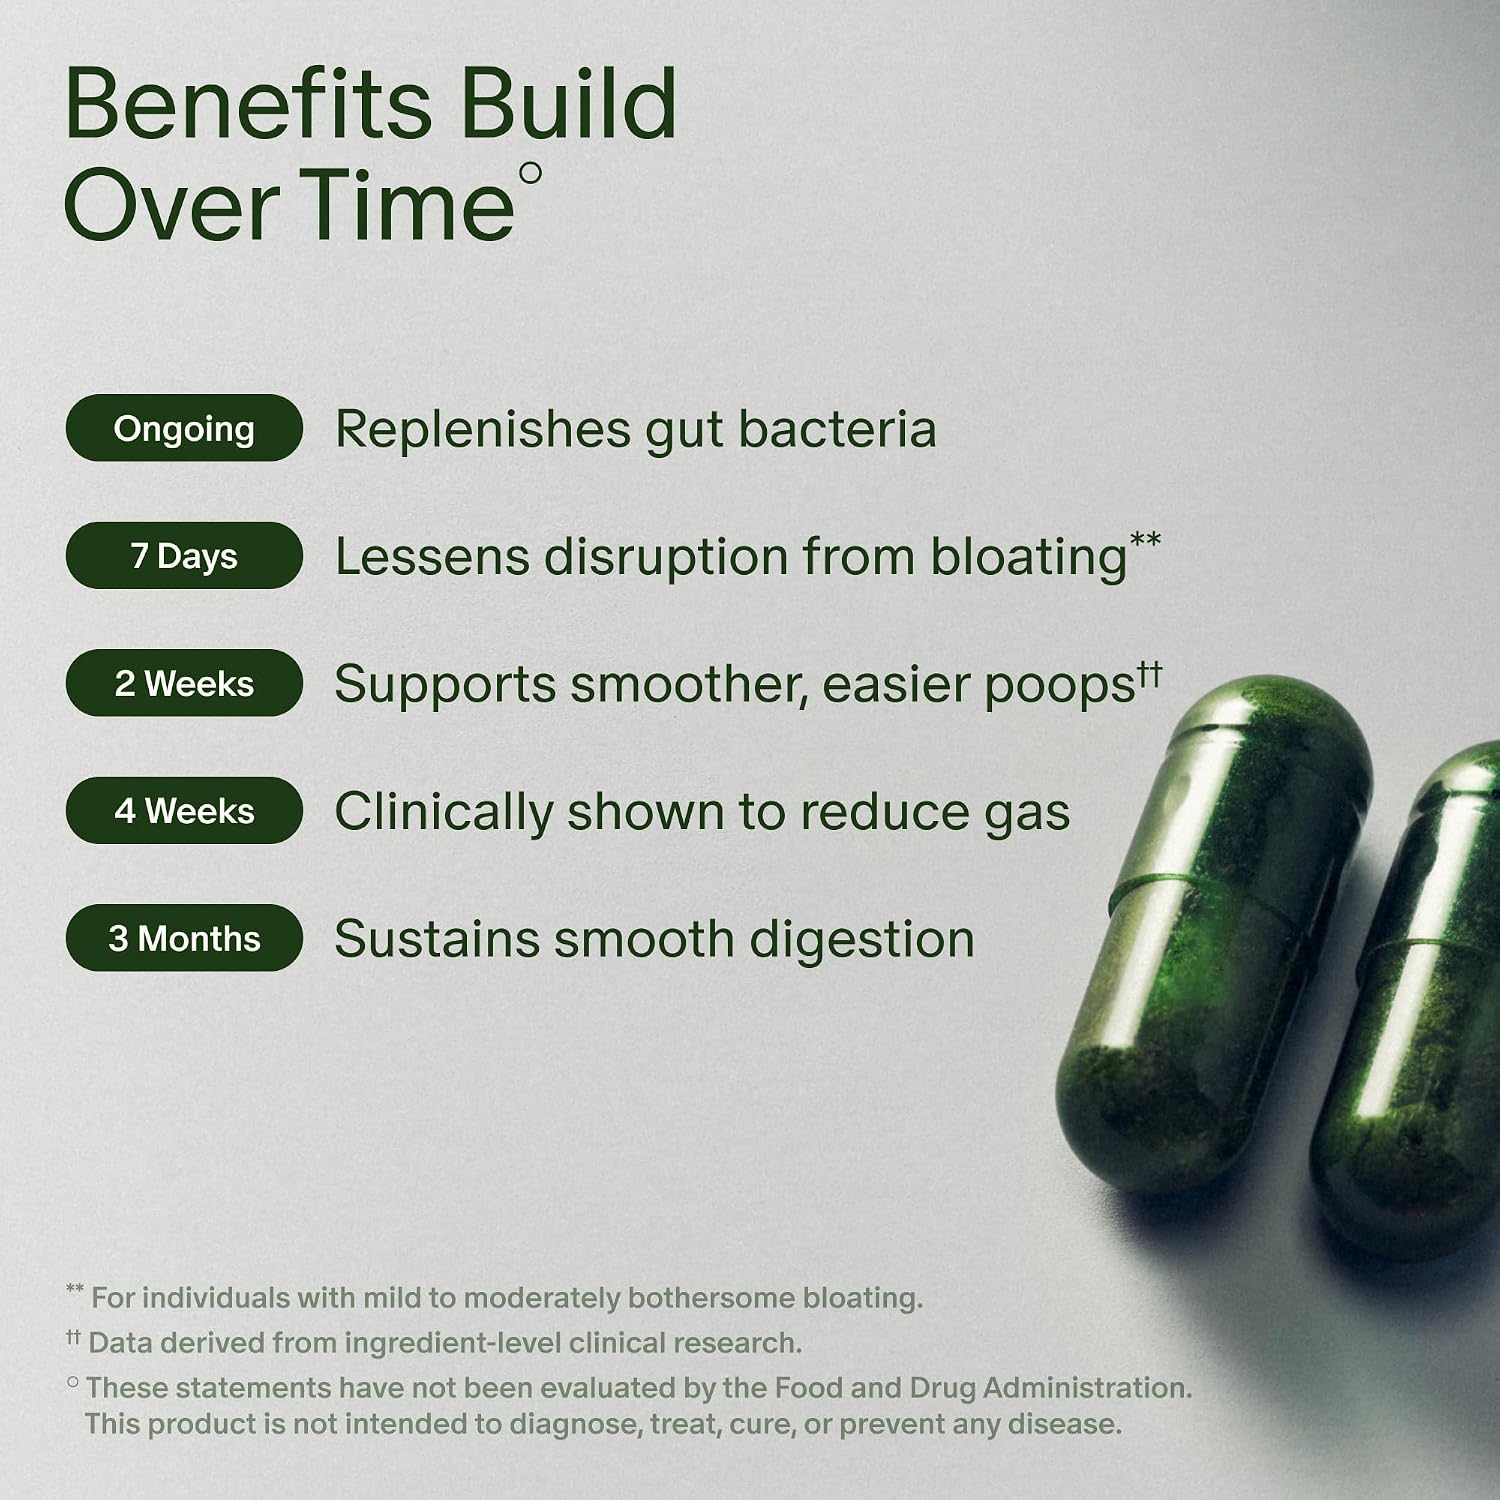 Benefits Build
Over Time°
Ongoing Replenishes gut bacteria
7 Days Lessens disruption from bloating**
2 Weeks Supports smoother, easier poops††
4 Weeks Clinically shown to reduce gas
3 Months Sustains smooth digestion
** For individuals with mild to moderately bothersome bloating.
†† Data derived from ingredient-level clinical research.
° These statements have not been evaluated by the Food and Drug Administration.
This product is not intended to diagnose, treat, cure, or prevent any disease.